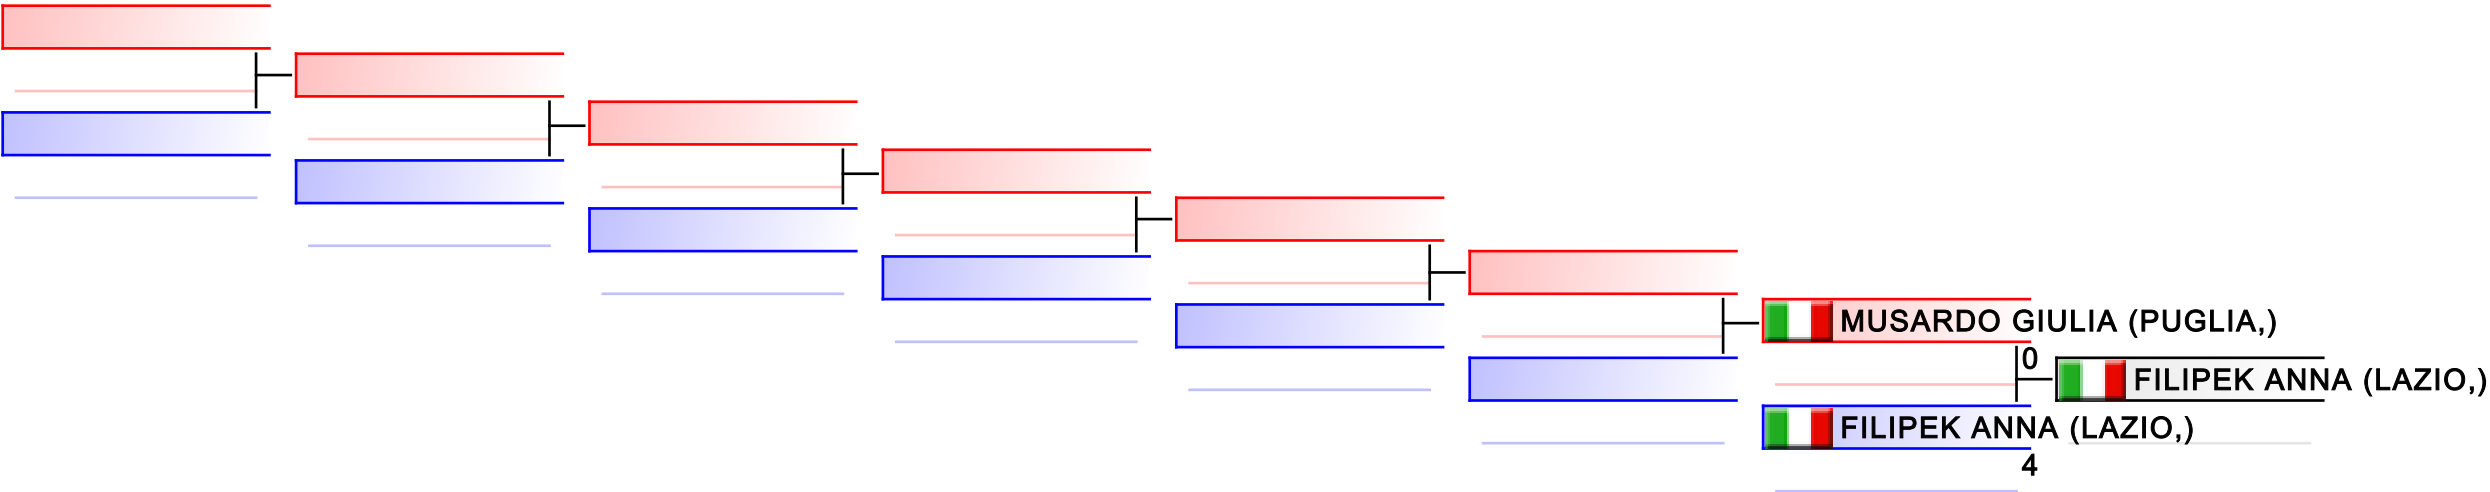 MUSARDO GIULIA (PUGLIA,)
0
FILIPEK ANNA (LAZIO,)
FILIPEK ANNA (LAZIO,)
4